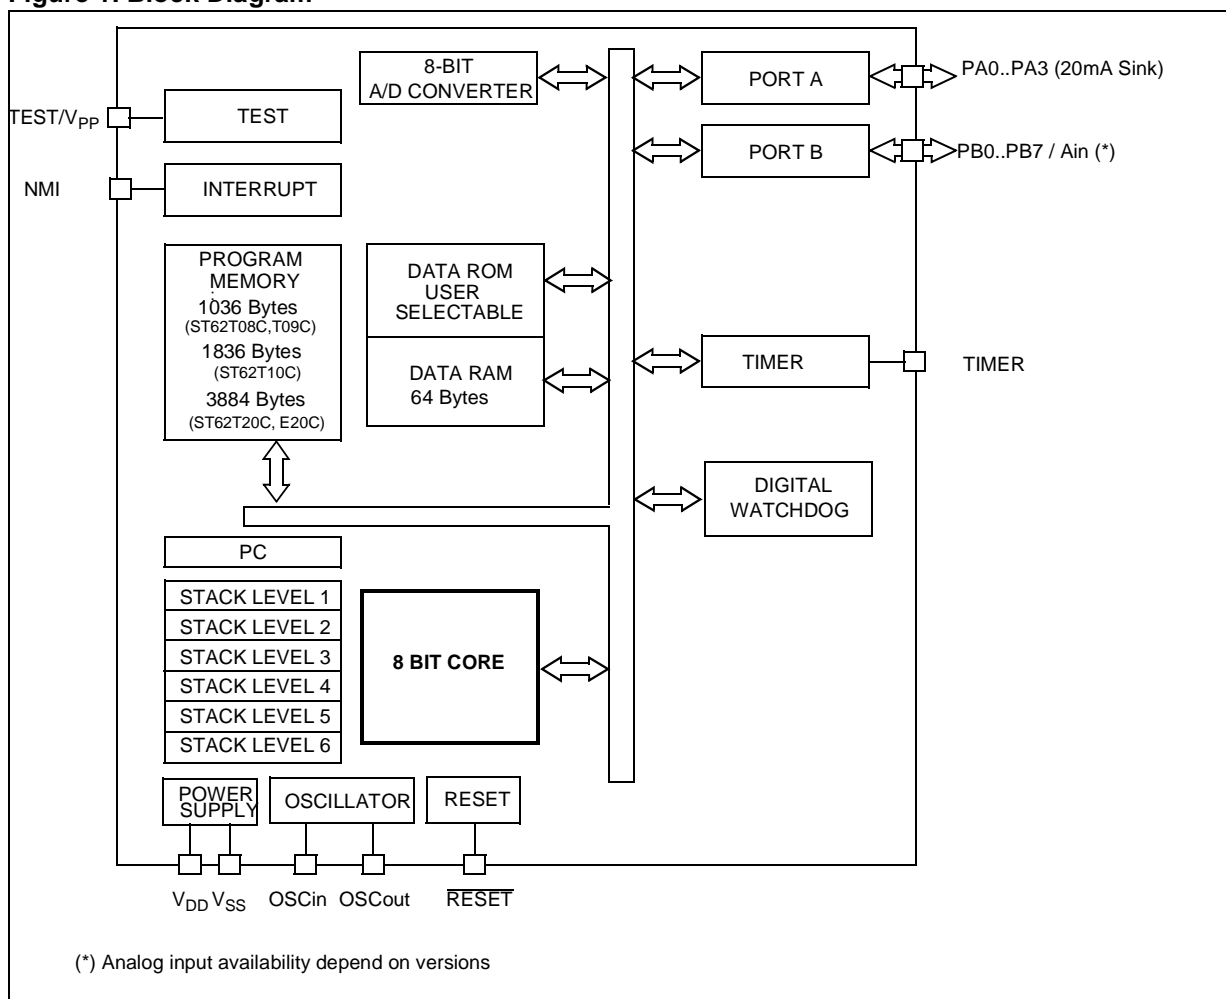 8-BIT
A/D CONVERTER
PORT A
PA0..PA3 (20mA Sink)
TEST/VPP
TEST
PORT B
PB0..PB7 / Ain (*)
NMI
INTERRUPT
PROGRAM
MEMORY
:
1036 Bytes
(ST62T08C,T09C)
1836 Bytes
(ST62T10C)
3884 Bytes
(ST62T20C, E20C)
DATA ROM
USER
SELECTABLE
DATA RAM
64 Bytes
TIMER
TIMER
DIGITAL
WATCHDOG
PC
STACK LEVEL 1
STACK LEVEL 2
STACK LEVEL 3
STACK LEVEL 4
STACK LEVEL 5
STACK LEVEL 6
8 BIT CORE
POWER
SUPPLY
OSCILLATOR
RESET
VDD VSS
OSCin OSCout
RESET
(*) Analog input availability depend on versions